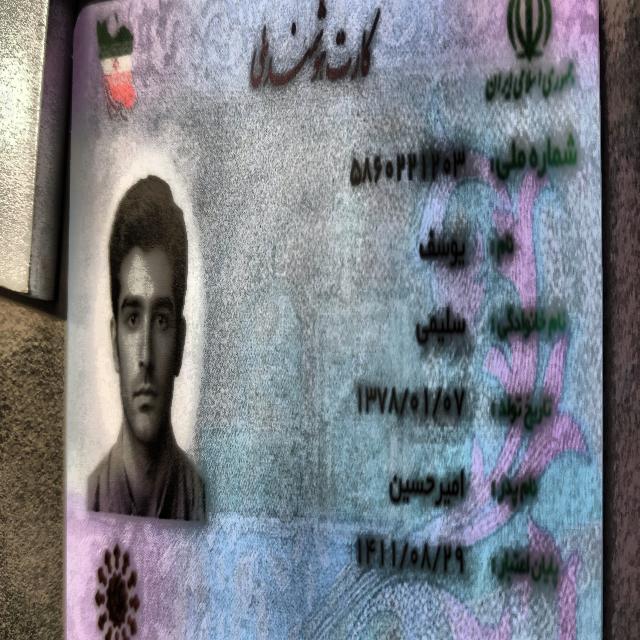 کارت هوشمند ملی
جمهوری اسلامی ایران
شماره ملی: ۵۸۶۰۲۲۱۲۰۳
نام: یوسف
نام خانوادگی: سلیمی
تاریخ تولد: ۱۳۷۸/۰۱/۰۷
نام پدر: امیرحسین
پایان اعتبار: ۱۴۱۱/۰۸/۲۹